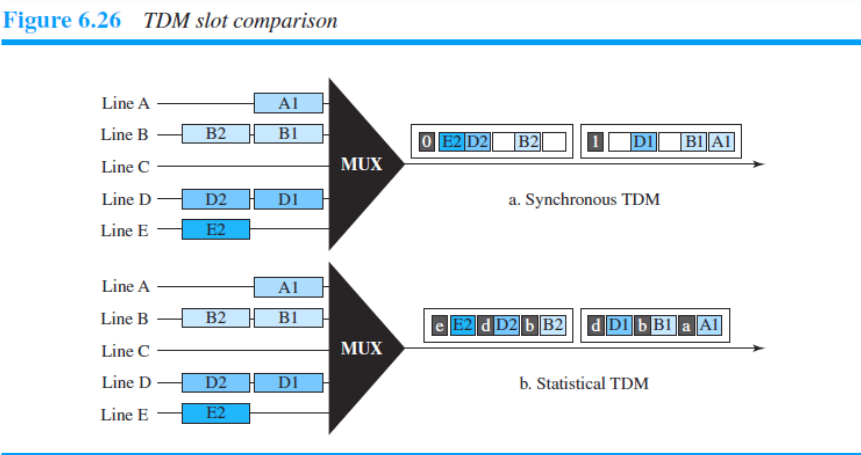 Figure 6.26 TDM slot comparison
Line A A1
Line B B2 B1
Line C
Line D D2 D1
Line E E2
MUX
0 E2 D2 B2 1 D1 B1 A1
a. Synchronous TDM
Line A A1
Line B B2 B1
Line C
Line D D2 D1
Line E E2
MUX
e E2 d D2 b B2 d D1 b B1 a A1
b. Statistical TDM